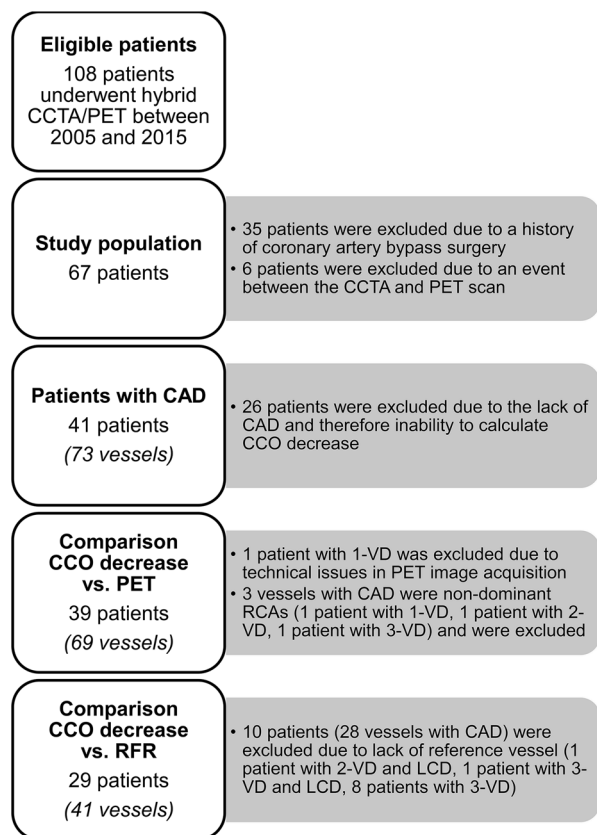 Eligible patients
108 patients
underwent hybrid
CCTA/PET between
2005 and 2015
Study population
67 patients
• 35 patients were excluded due to a history
of coronary artery bypass surgery
• 6 patients were excluded due to an event
between the CCTA and PET scan
Patients with CAD
41 patients
(73 vessels)
• 26 patients were excluded due to the lack of
CAD and therefore inability to calculate
CCO decrease
Comparison
CCO decrease
vs. PET
39 patients
(69 vessels)
• 1 patient with 1-VD was excluded due to
technical issues in PET image acquisition
• 3 vessels with CAD were non-dominant
RCAs (1 patient with 1-VD, 1 patient with 2-
VD, 1 patient with 3-VD) and were excluded
Comparison
CCO decrease
vs. RFR
29 patients
(41 vessels)
• 10 patients (28 vessels with CAD) were
excluded due to lack of reference vessel (1
patient with 2-VD and LCD, 1 patient with 3-
VD and LCD, 8 patients with 3-VD)